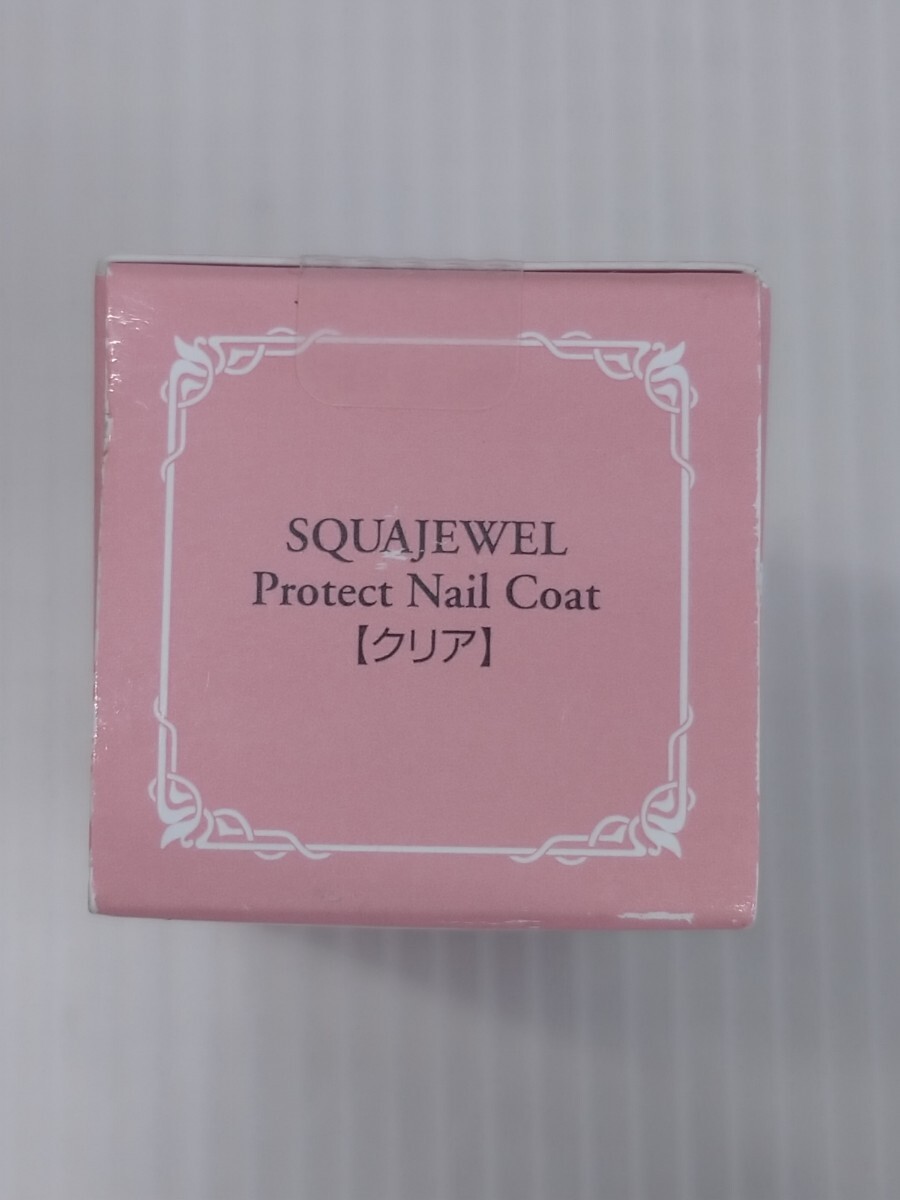 SQUAJEWEL
Protect Nail Coat
【クリア】